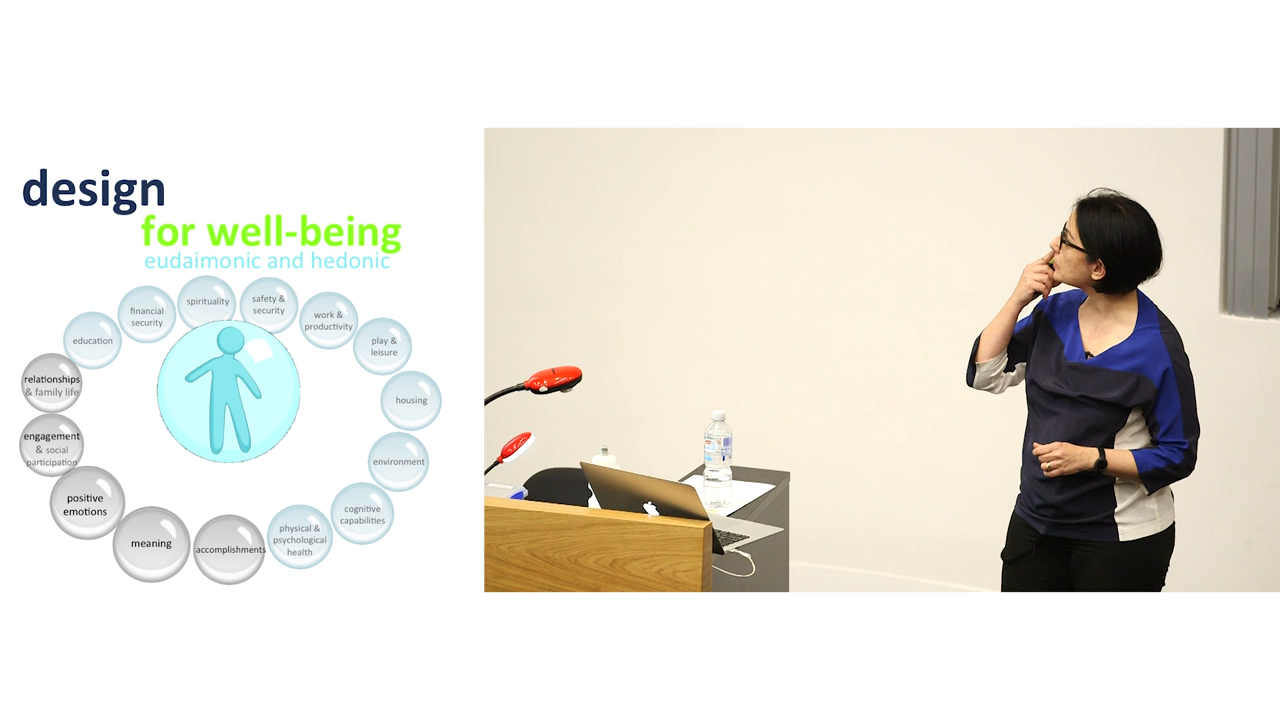 design
for well-being
eudaimonic and hedonic
spirituality
safety &
security
financial
security
work &
productivity
education
play &
leisure
relationships
& family life
housing
engagement
& social
participation
environment
positive
emotions
cognitive
capabilities
physical &
psychological
health
meaning
accomplishments